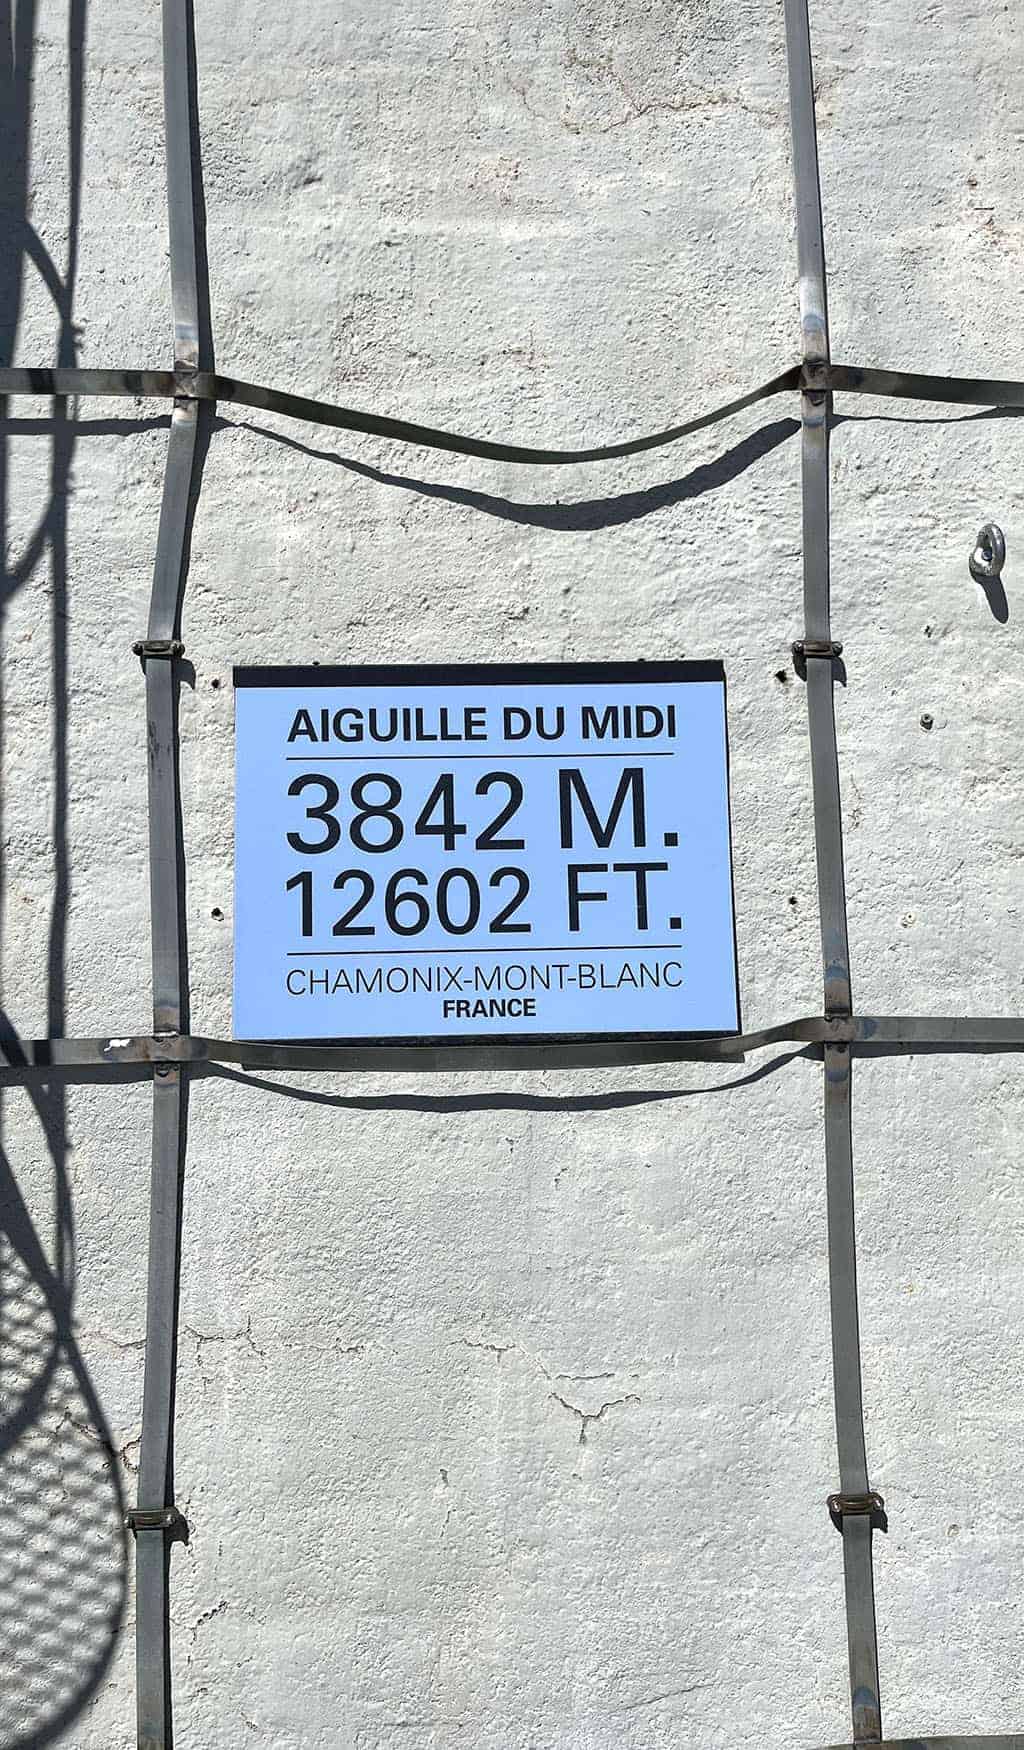 AIGUILLE DU MIDI
3842 M.
12602 FT.
CHAMONIX-MONT-BLANC
FRANCE